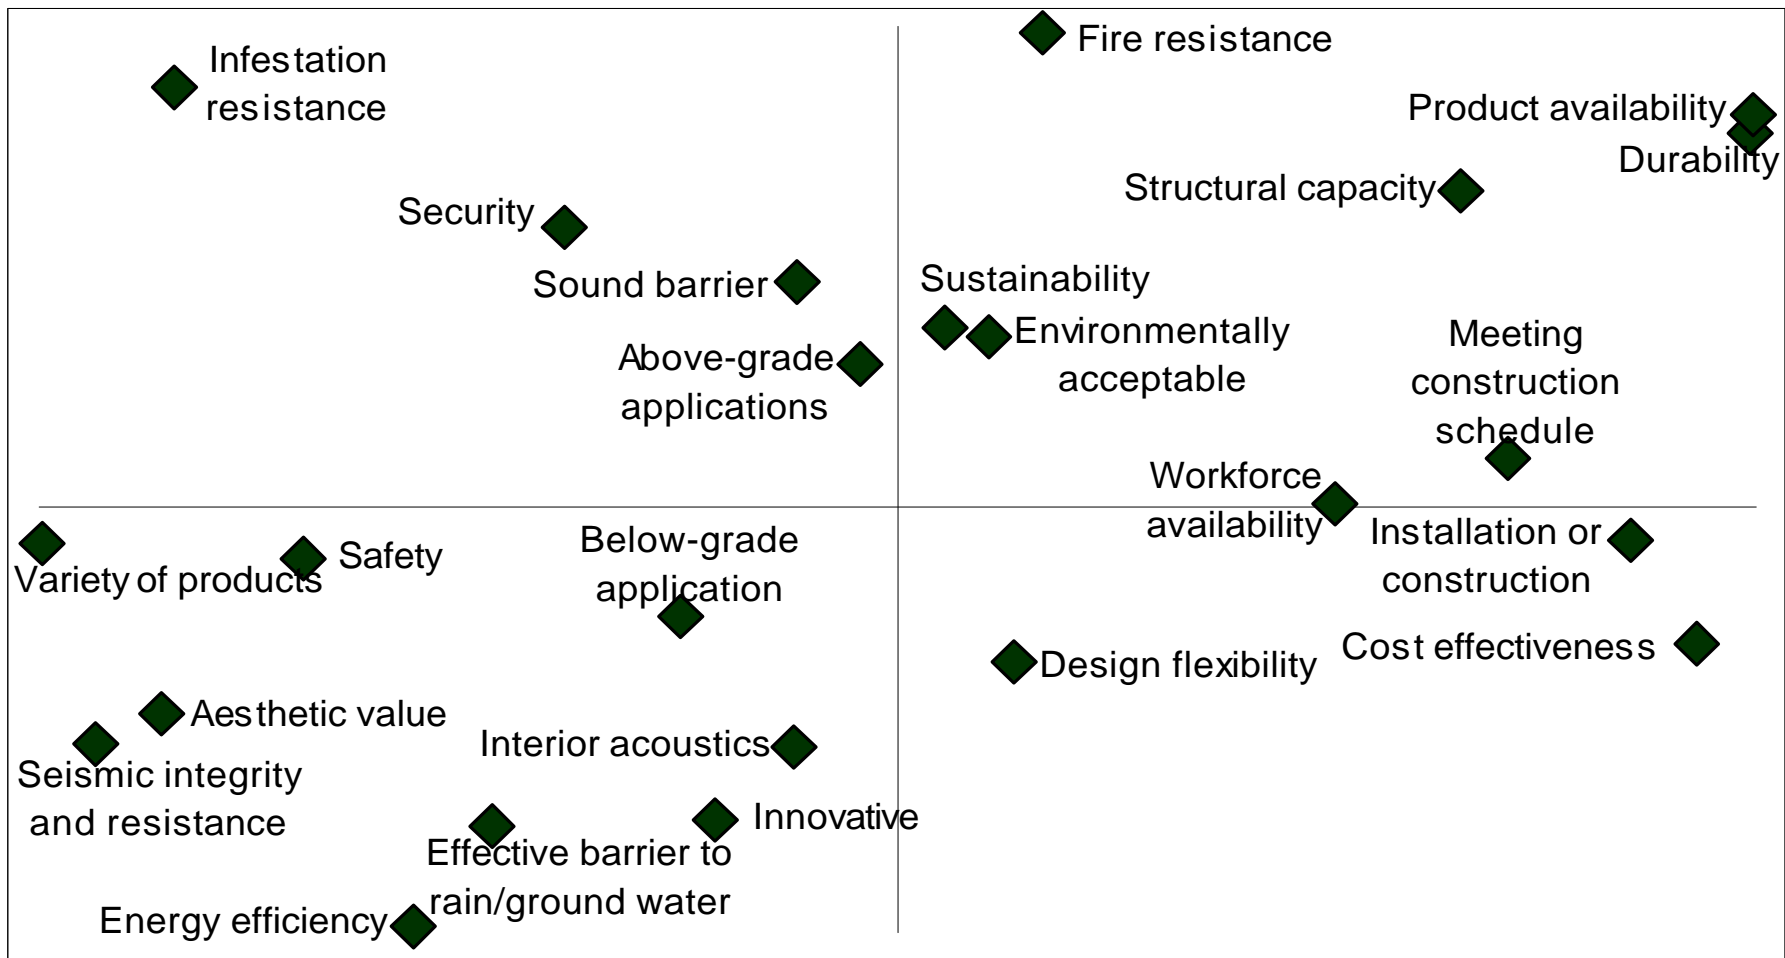 Fire resistance
Infestation
resistance
Product availability
Durability
Structural capacity
Security
Sound barrier
Sustainability
Environmentally
acceptable
Above-grade
applications
Meeting
construction
schedule
Workforce
availability
Installation or
construction
Below-grade
application
Safety
Variety of products
Cost effectiveness
Design flexibility
Aesthetic value
Interior acoustics
Seismic integrity
and resistance
Innovative
Effective barrier to
rain/ground water
Energy efficiency